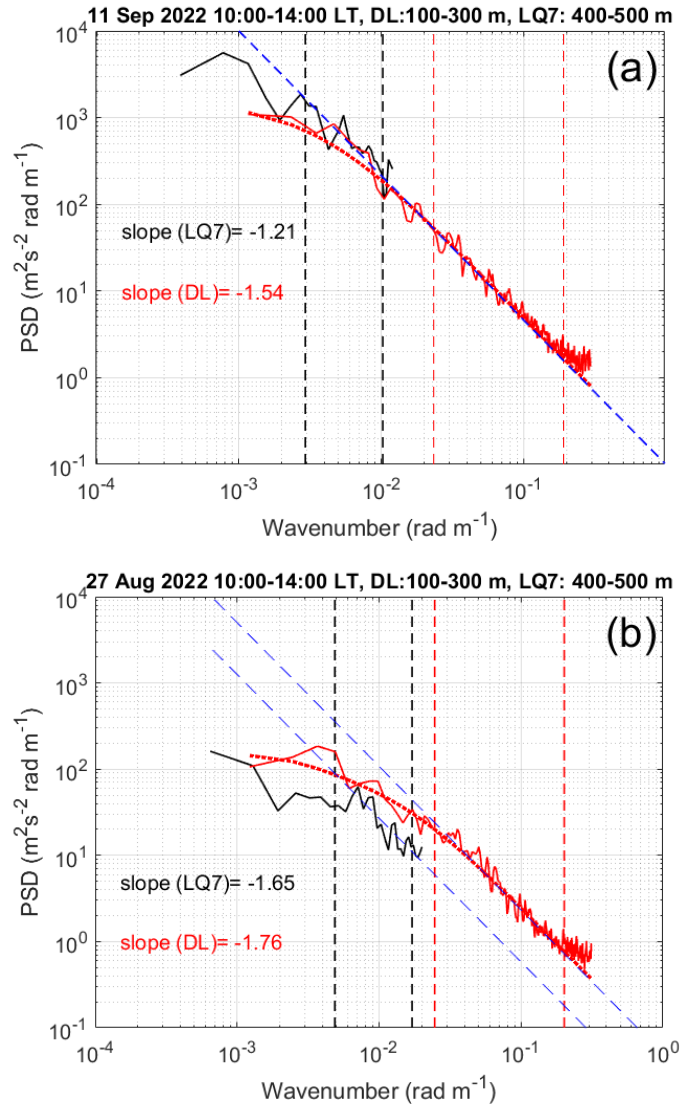 11 Sep 2022 10:00-14:00 LT, DL:100-300 m, LQ7: 400-500 m
(a)
10^4
10^3
10^2
10^1
10^0
10^-1
PSD (m^2s^-2 rad m^-1)
slope (LQ7)= -1.21
slope (DL)= -1.54
10^-4 10^-3 10^-2 10^-1
Wavenumber (rad m^-1)
27 Aug 2022 10:00-14:00 LT, DL:100-300 m, LQ7: 400-500 m
(b)
10^4
10^3
10^2
10^1
10^0
10^-1
PSD (m^2s^-2 rad m^-1)
slope (LQ7)= -1.65
slope (DL)= -1.76
10^-4 10^-3 10^-2 10^-1 10^0
Wavenumber (rad m^-1)